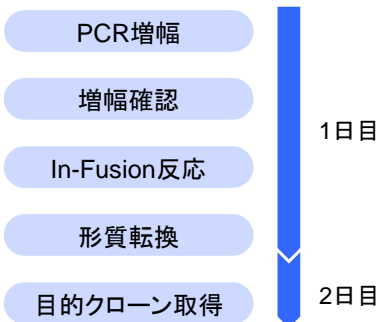 PCR増幅
増幅確認
1日目
In-Fusion反応
形質転換
目的クローン取得
2日目